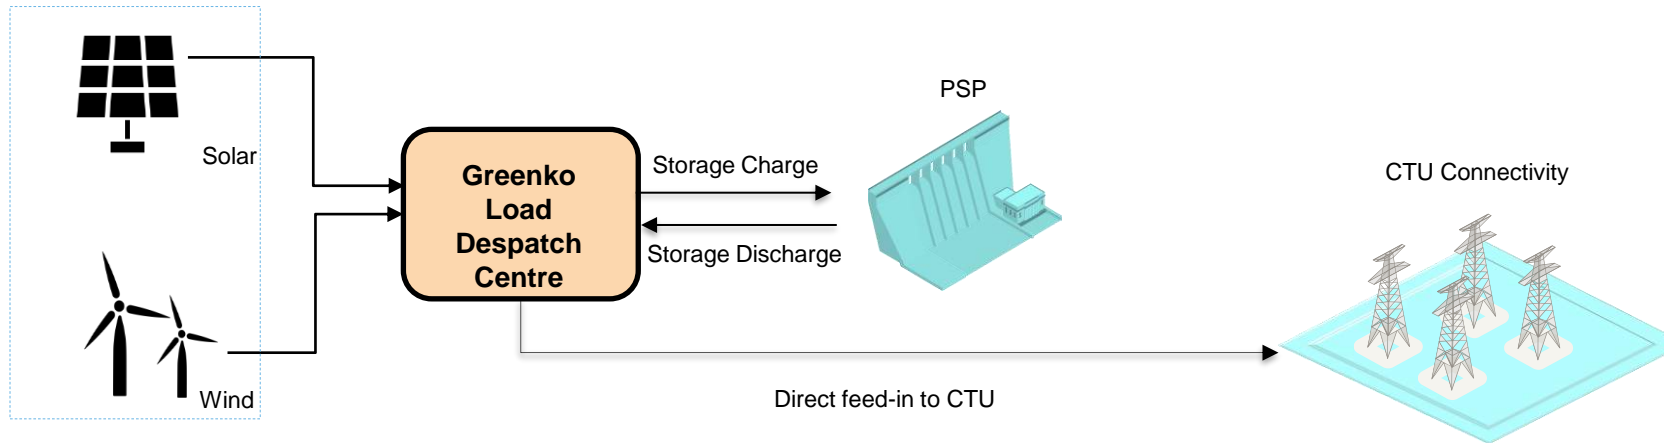 Solar
Wind
Greenko
Load
Despatch
Centre
Storage Charge
Storage Discharge
PSP
CTU Connectivity
Direct feed-in to CTU